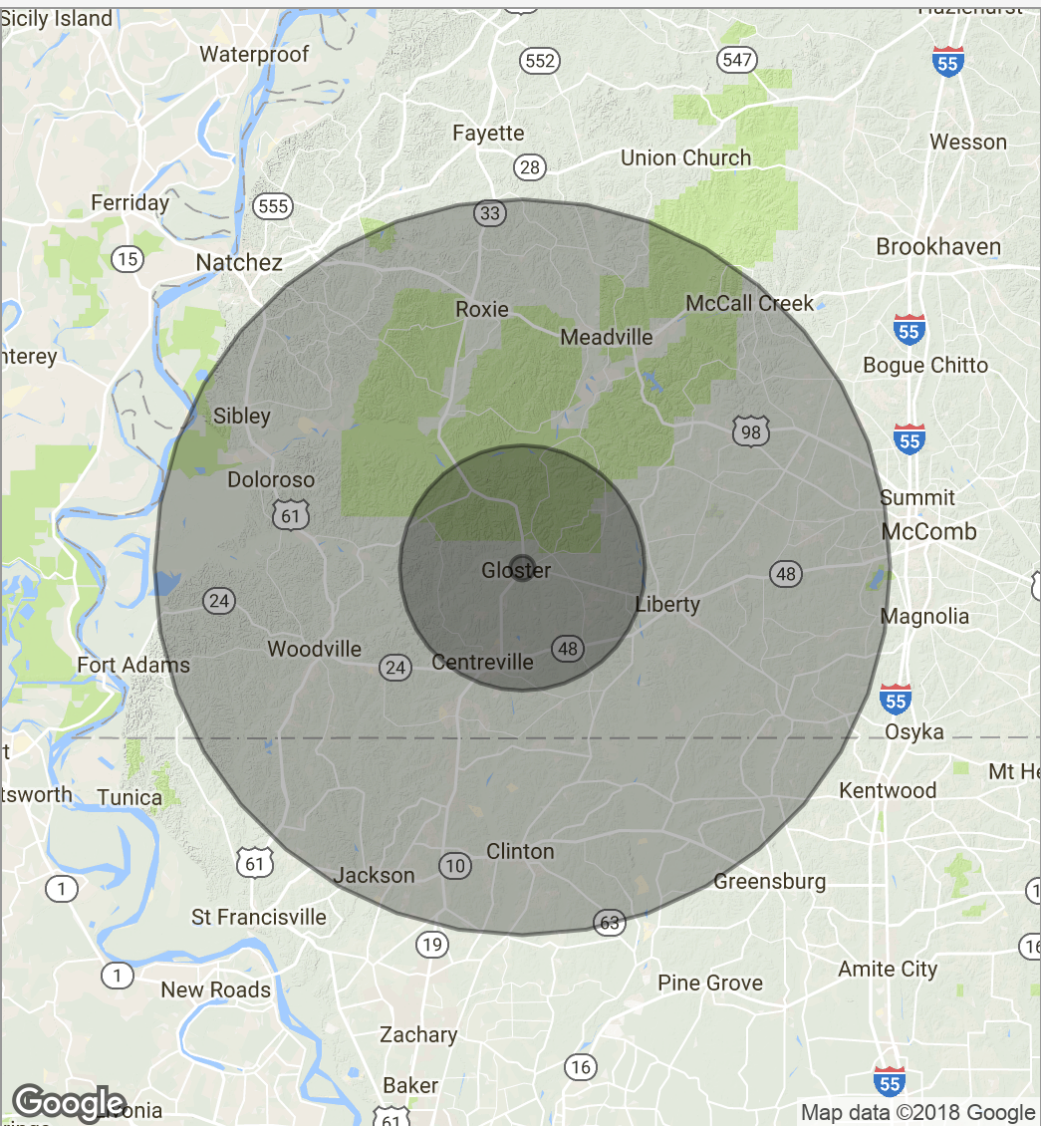 Sicily Island
Waterproof
552
547
55
Fayette
Wesson
28
Union Church
Ferriday
555
33
15
Natchez
Brookhaven
Roxie
McCall Creek
55
Meadville
nterey
Bogue Chitto
Sibley
98
55
Doloroso
61
Summit
McComb
Gloster
48
24
Liberty
Magnolia
Woodville
48
24
Centreville
Fort Adams
55
Osyka
Mt He
tsworth
Tunica
Kentwood
Clinton
61
10
Jackson
Greensburg
1
St Francisville
63
19
16
1
Amite City
New Roads
Pine Grove
Zachary
16
Baker
55
Google
61
Map data ©2018 Google